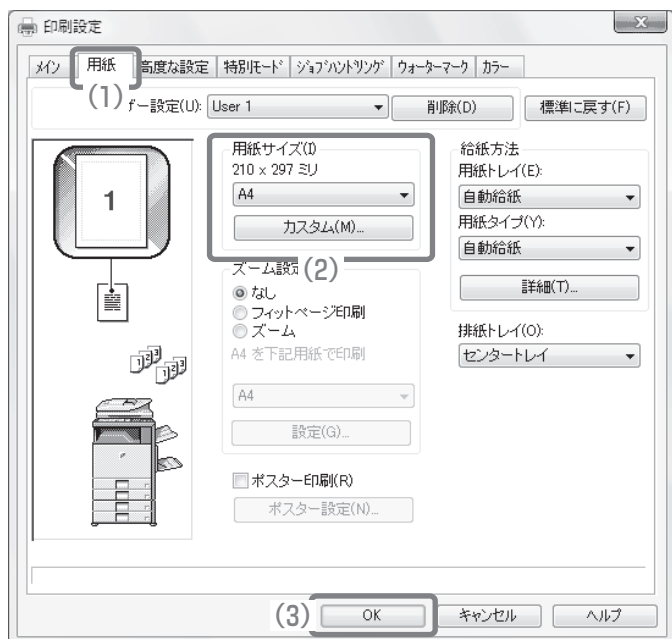 印刷設定
メイン 用紙 高度な設定 特別モード ジョブハンドリング ウォーターマーク カラー
(1)
ー設定(U): User 1 削除(D) 標準に戻す(F)
用紙サイズ(I)
210 x 297 ミリ
A4
カスタム(M)...
(2)
給紙方法
用紙トレイ(E):
自動給紙
用紙タイプ(Y):
自動給紙
詳細(T)...
排紙トレイ(O):
センタートレイ
ズーム設
なし
フィットページ印刷
ズーム
A4 を下記用紙で印刷
A4
設定(G)...
ポスター印刷(R)
ポスター設定(N)...
1
1 2 3
1 2 3
(3) OK キャンセル ヘルプ